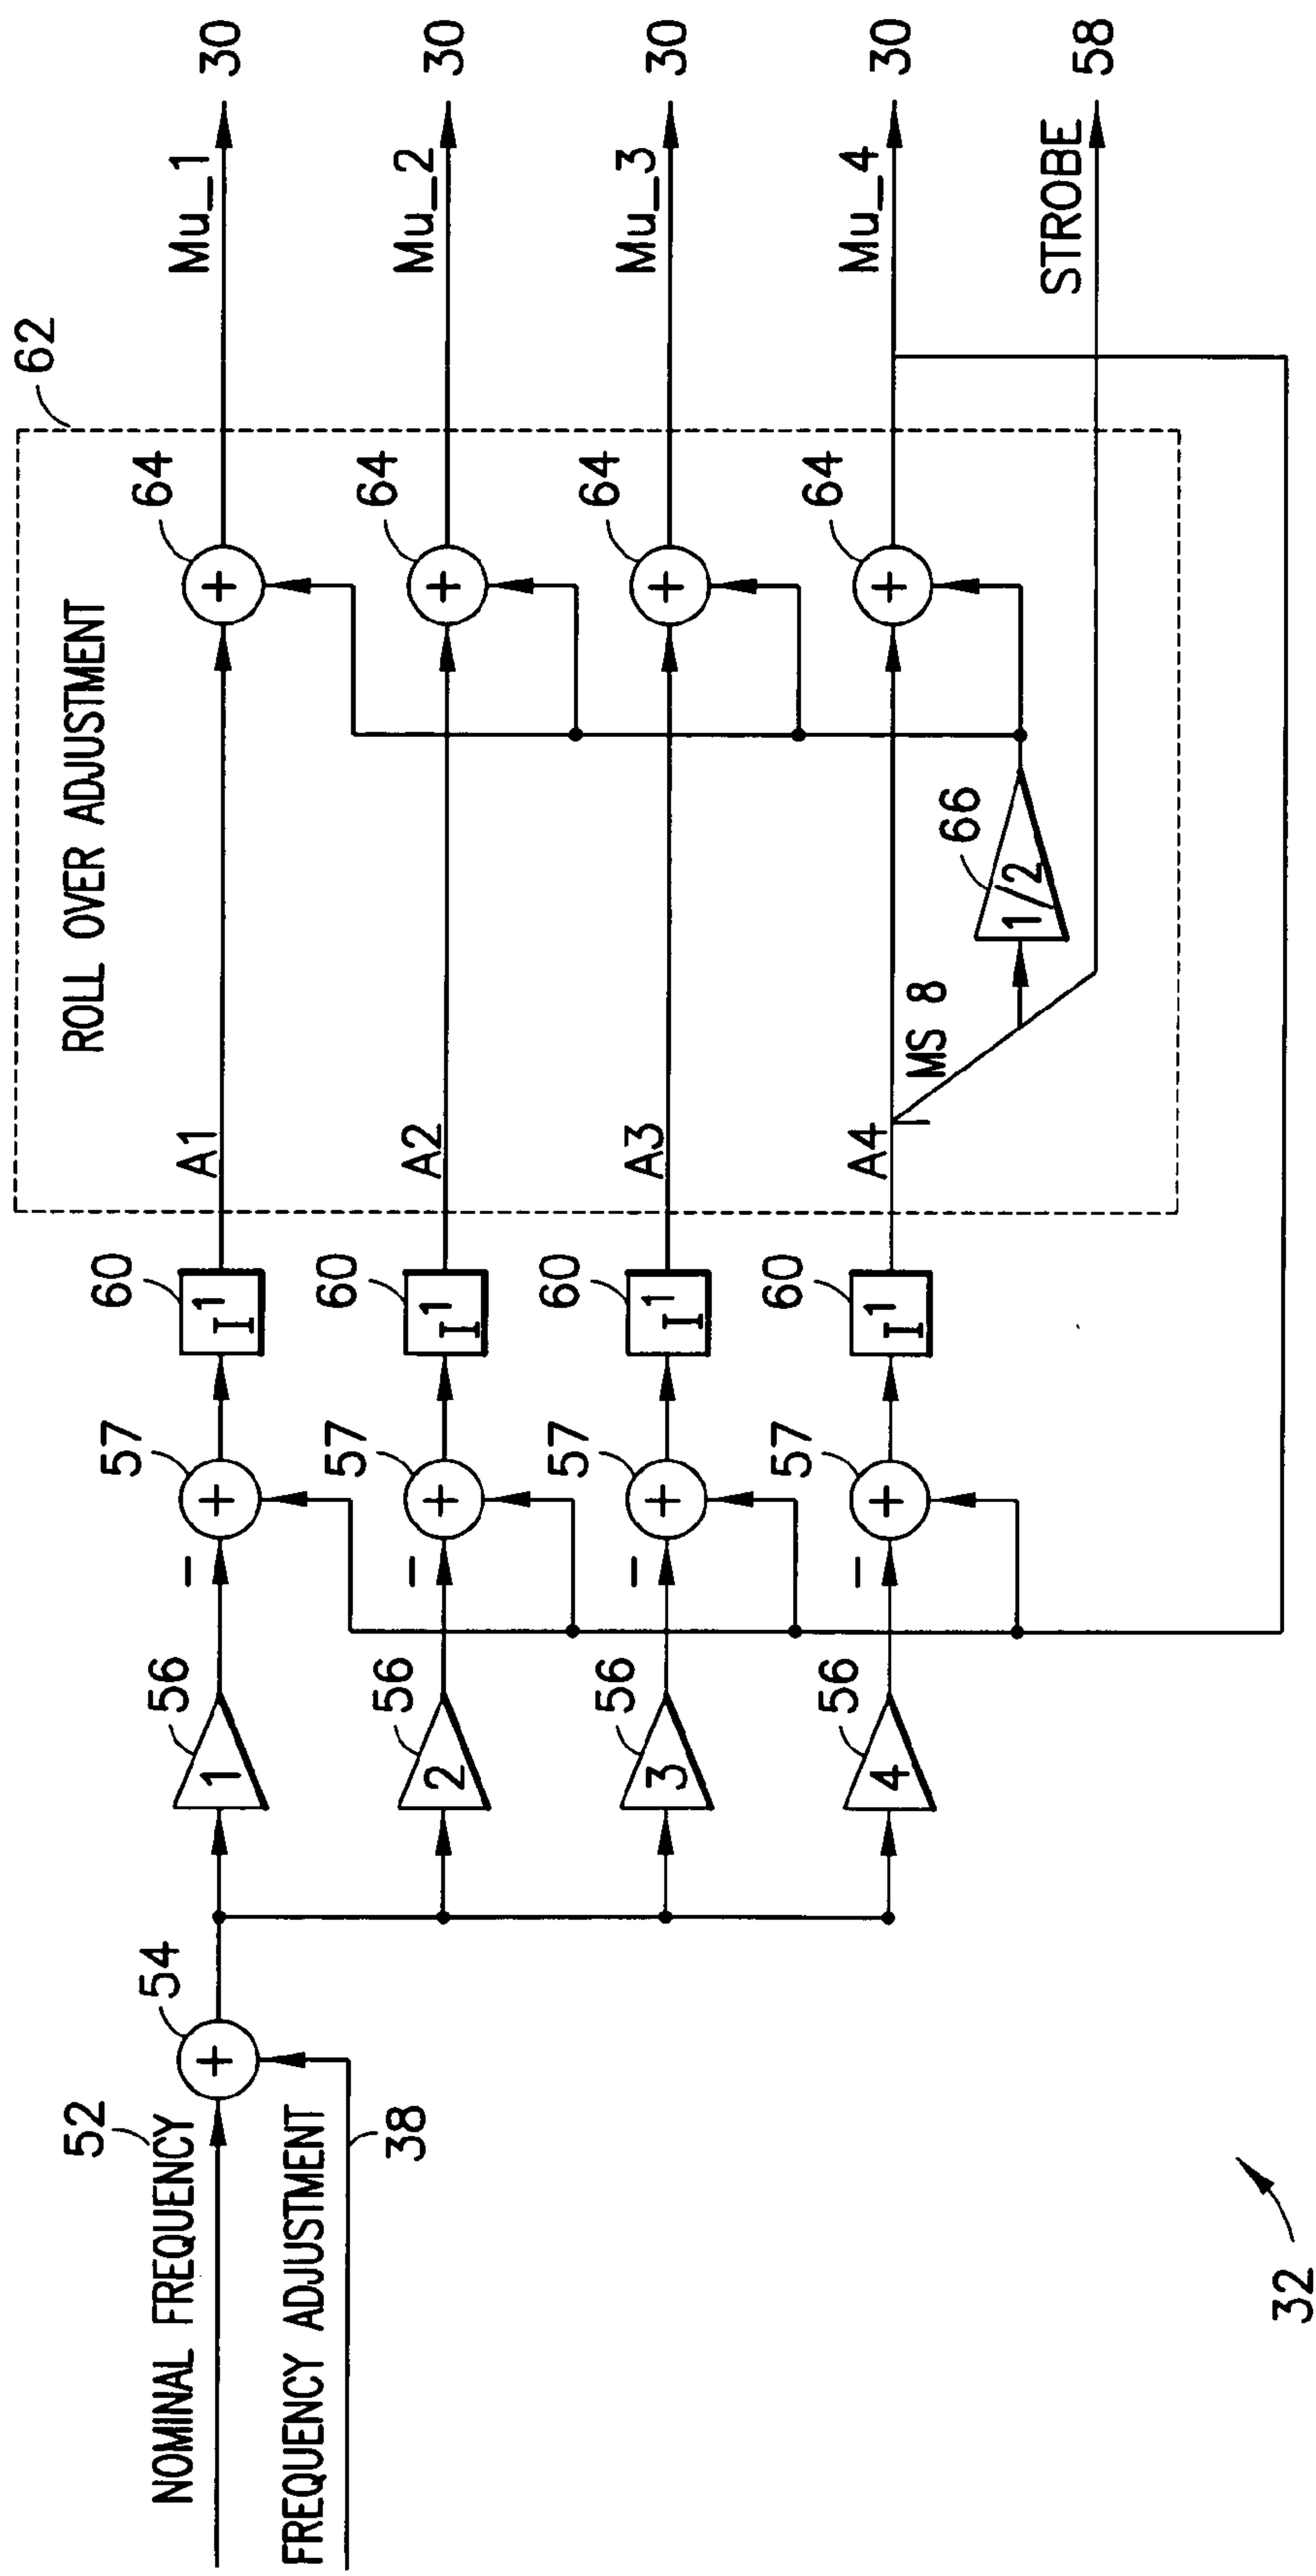 NOMINAL FREQUENCY
52
FREQUENCY ADJUSTMENT
38
+
54
1
56
2
56
3
56
4
56
−
+
57
−
+
57
−
+
57
−
+
57
I¹
60
I¹
60
I¹
60
I¹
60
ROLL OVER ADJUSTMENT
62
A1
A2
A3
A4
MS 8
1/2
66
+
64
+
64
+
64
+
64
Mu_1
30
Mu_2
30
Mu_3
30
Mu_4
30
STROBE
58
32